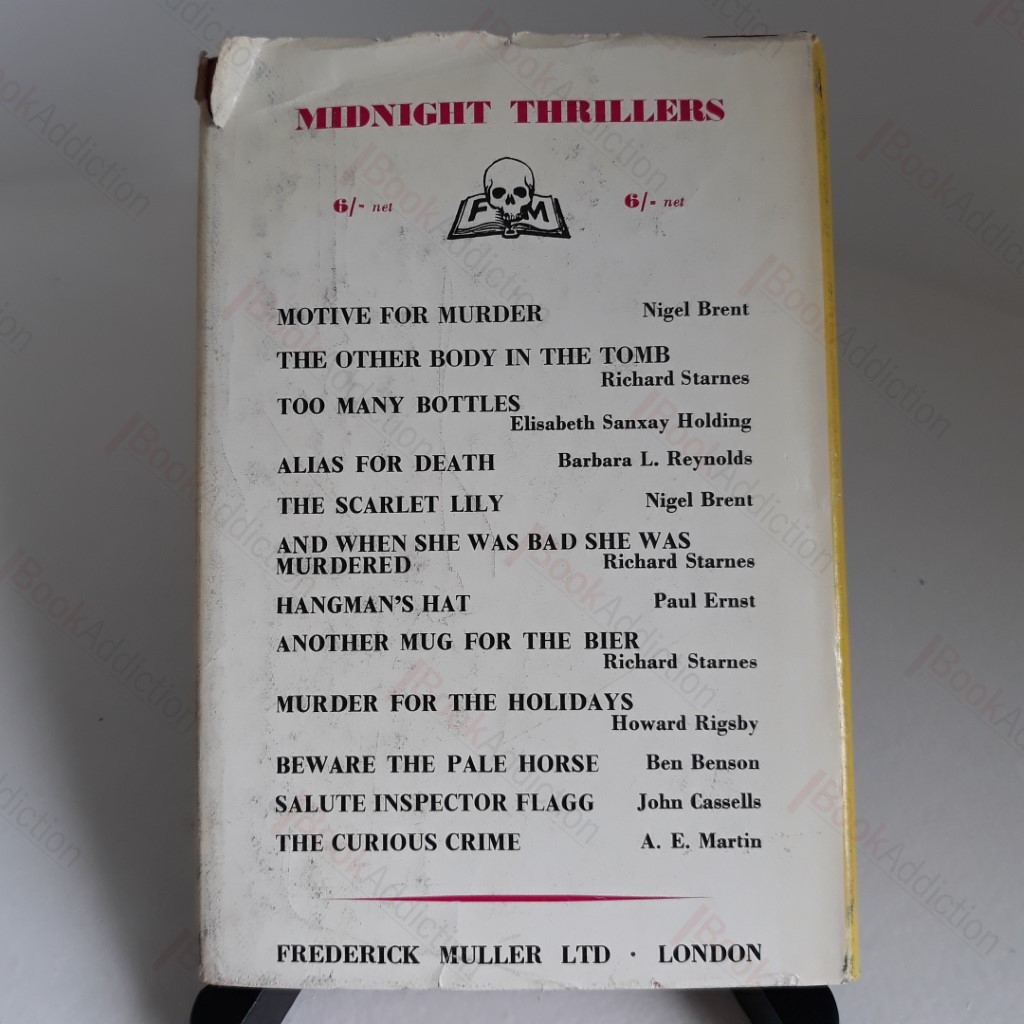 MIDNIGHT THRILLERS
6/- net 6/- net
F M
MOTIVE FOR MURDER Nigel Brent
THE OTHER BODY IN THE TOMB
Richard Starnes
TOO MANY BOTTLES
Elisabeth Sanxay Holding
ALIAS FOR DEATH Barbara L. Reynolds
THE SCARLET LILY Nigel Brent
AND WHEN SHE WAS BAD SHE WAS
MURDERED Richard Starnes
HANGMAN'S HAT Paul Ernst
ANOTHER MUG FOR THE BIER
Richard Starnes
MURDER FOR THE HOLIDAYS
Howard Rigsby
BEWARE THE PALE HORSE Ben Benson
SALUTE INSPECTOR FLAGG John Cassells
THE CURIOUS CRIME A. E. Martin
FREDERICK MULLER LTD · LONDON
BookAddiction